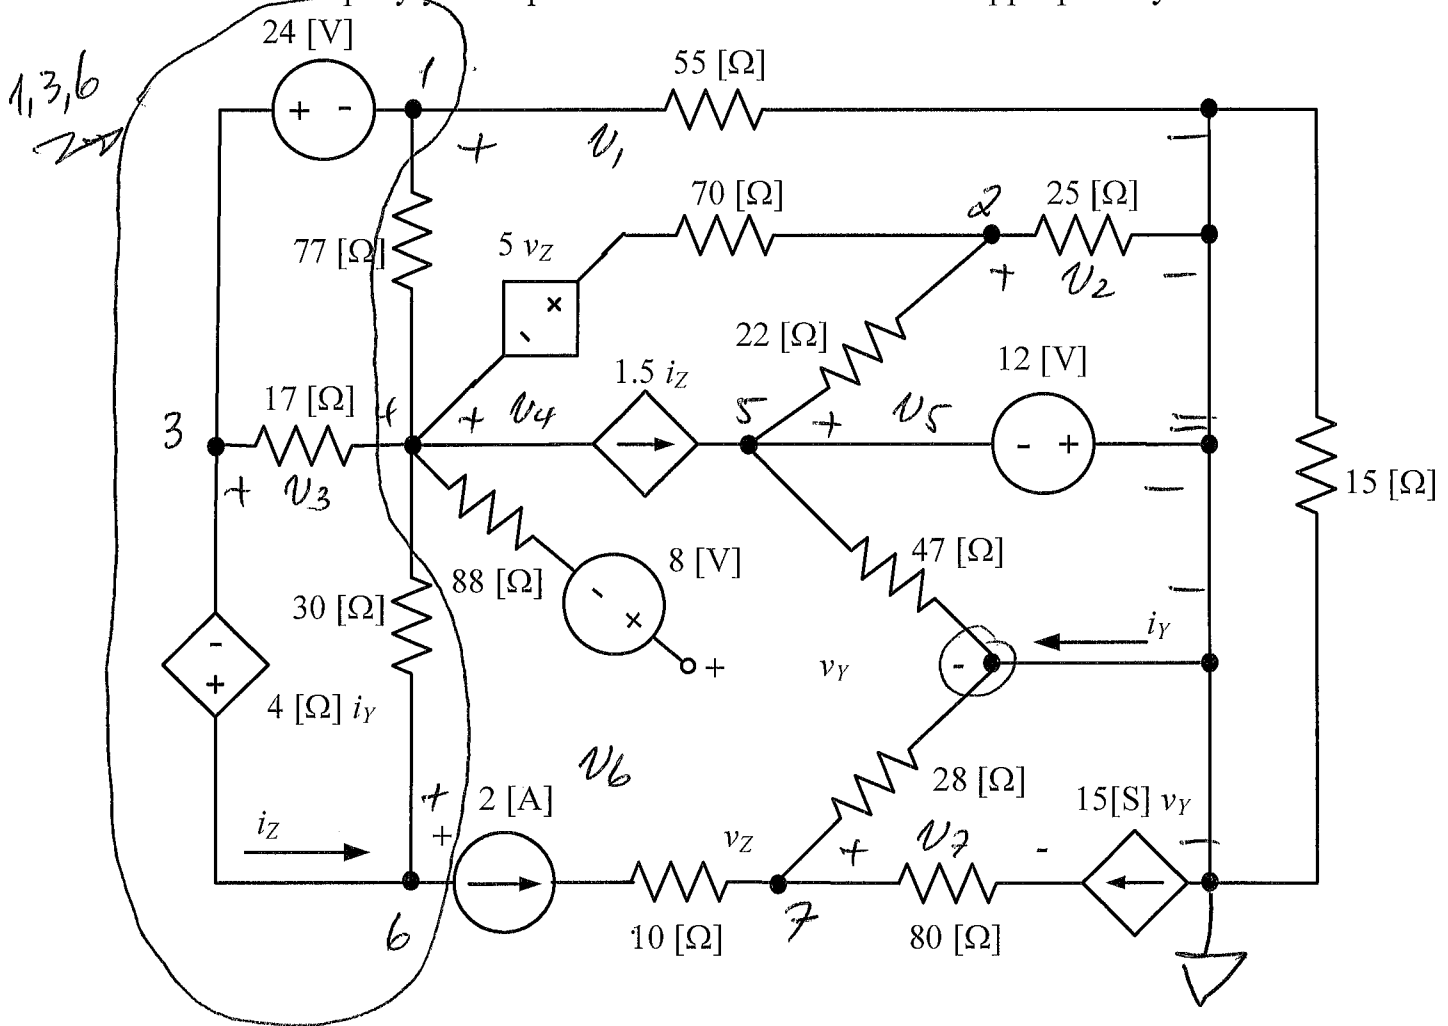 24 [V]
1,3,6
1
55 [Ω]
+ - + v1 -
70 [Ω] 2 25 [Ω]
77 [Ω] 5 vZ
+ v2 -
22 [Ω]
12 [V]
17 [Ω] 1.5 iZ
3 4 + v4 5 + v5 - + =
+ v3 15 [Ω]
-
47 [Ω]
88 [Ω] 8 [V]
30 [Ω] - iY
- + + vY -
4 [Ω] iY
v6
+ 2 [A] 28 [Ω] 15[S] vY
iZ + vZ + v7 - -
6 10 [Ω] 7 80 [Ω]